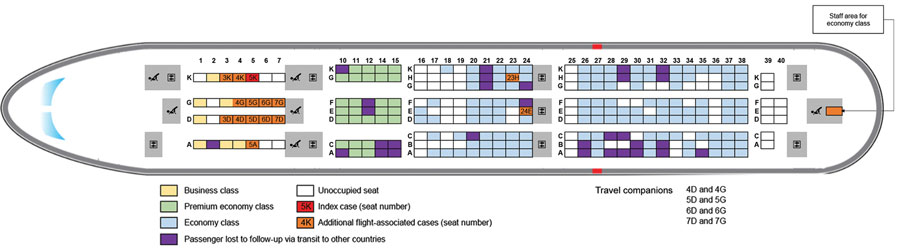 Staff area for
economy class
1 2 3 4 5 6 7
10 11 12 13 14 15
16 17 18 19 20 21 22 23 24
25 26 27 28 29 30 31 32 33 34 35 36 37 38
39 40
K 3K 4K 5K
K
G
K
H 23H
G
K
H
G
K
G 4G 5G 6G 7G
D 3D 4D 5D 6D 7D
F
E
D
F
E 24E
D
F
E
D
F
E
D
A 5A
C
A
C
B
A
C
B
A
A
Business class
Premium economy class
Economy class
Passenger lost to follow-up via transit to other countries
Unoccupied seat
5K Index case (seat number)
4K Additional flight-associated cases (seat number)
Travel companions
4D and 4G
5D and 5G
6D and 6G
7D and 7G